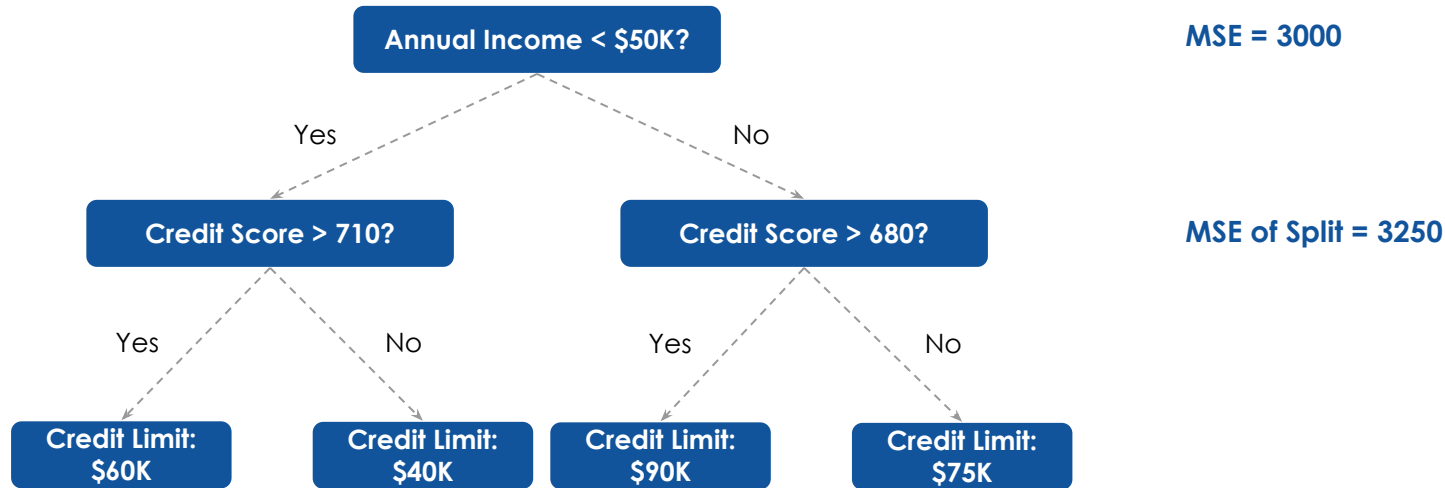 Annual Income < $50K?
MSE = 3000
Yes
No
Credit Score > 710?
Credit Score > 680?
MSE of Split = 3250
Yes
No
Yes
No
Credit Limit:
$60K
Credit Limit:
$40K
Credit Limit:
$90K
Credit Limit:
$75K